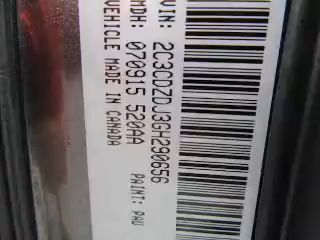 VIN: 2C3CDZDJ3GH290656
MDH: 070915 520AA PAINT: PAU
VEHICLE MADE IN CANADA